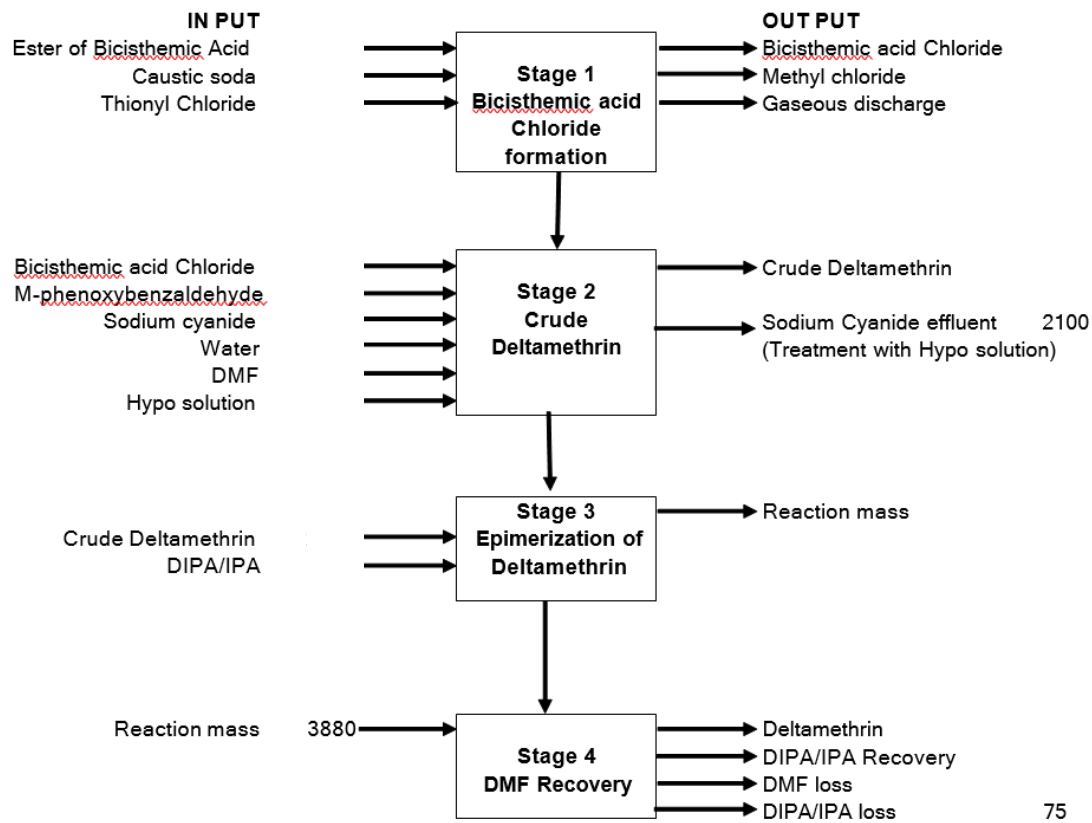 IN PUT
OUT PUT
Ester of Bicisthemic Acid
Caustic soda
Thionyl Chloride
Stage 1
Bicisthemic acid
Chloride
formation
Bicisthemic acid Chloride
Methyl chloride
Gaseous discharge
Bicisthemic acid Chloride
M-phenoxybenzaldehyde
Sodium cyanide
Water
DMF
Hypo solution
Stage 2
Crude
Deltamethrin
Crude Deltamethrin
Sodium Cyanide effluent 2100
(Treatment with Hypo solution)
Crude Deltamethrin
DIPA/IPA
Stage 3
Epimerization of
Deltamethrin
Reaction mass
Reaction mass 3880
Stage 4
DMF Recovery
Deltamethrin
DIPA/IPA Recovery
DMF loss
DIPA/IPA loss 75